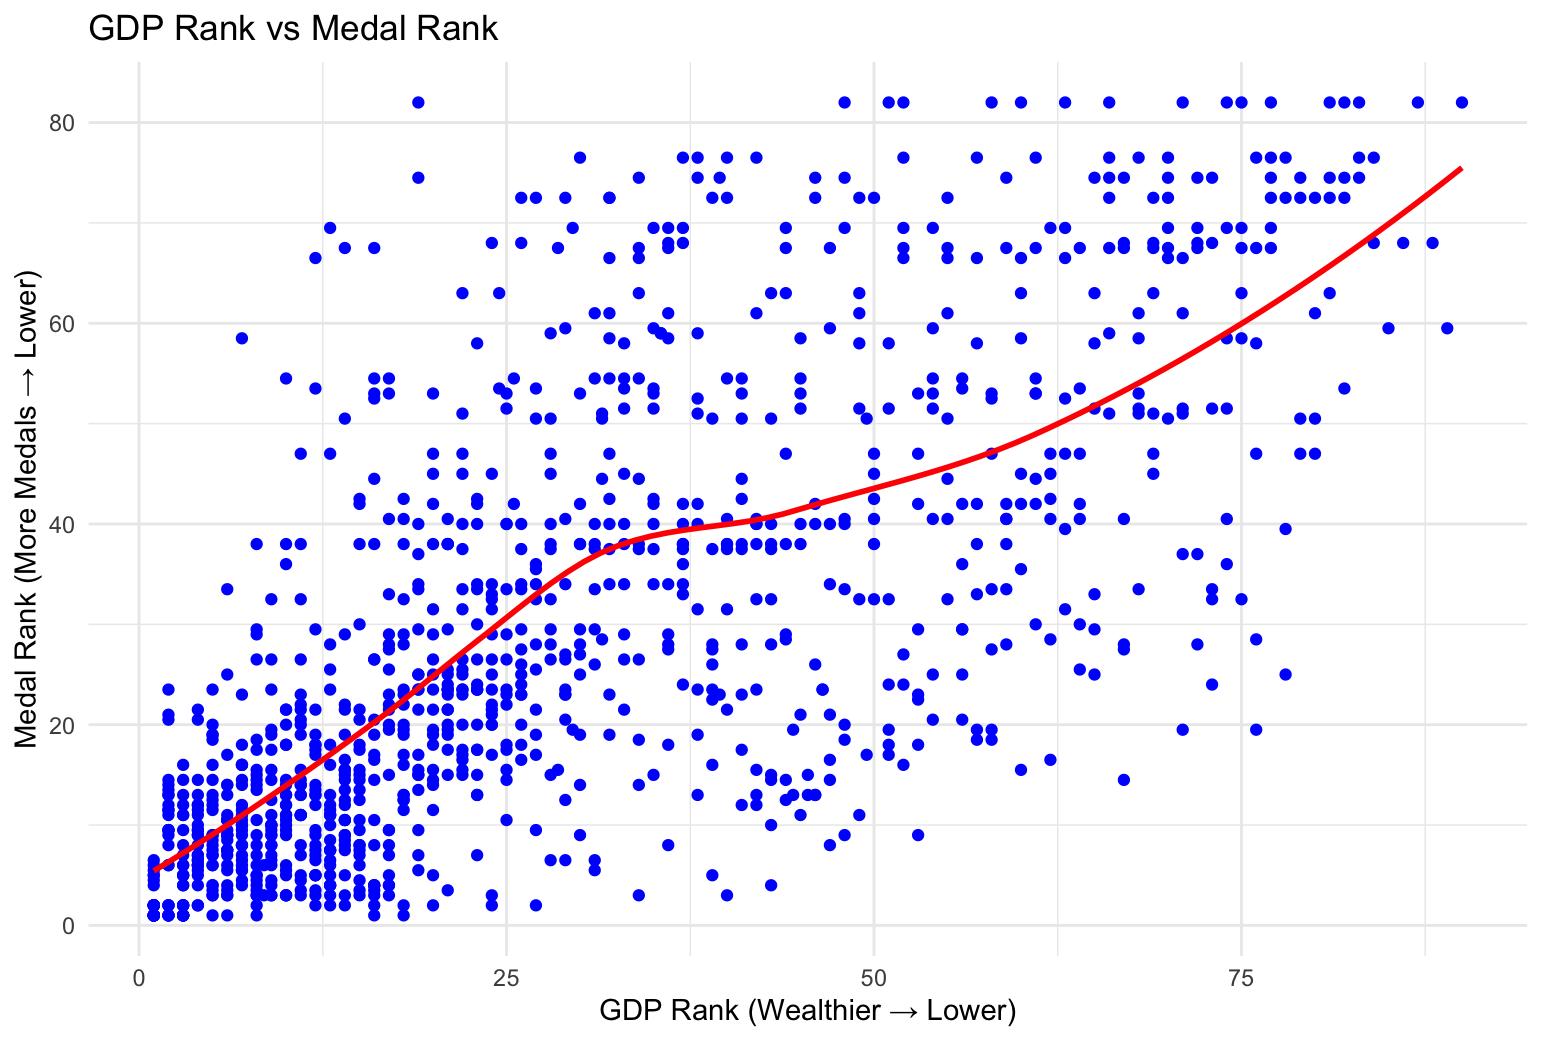 GDP Rank vs Medal Rank
Medal Rank (More Medals → Lower)
80
60
40
20
0
0 25 50 75
GDP Rank (Wealthier → Lower)